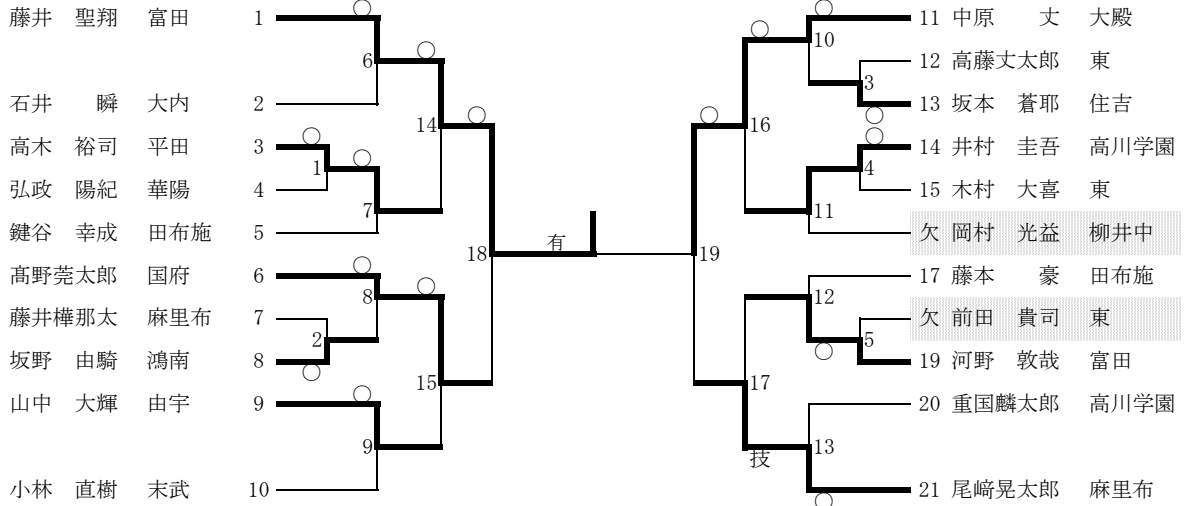 藤井 聖翔 富田 1
石井 瞬 大内 2
高木 裕司 平田 3
弘政 陽紀 華陽 4
鍵谷 幸成 田布施 5
髙野莞太郎 国府 6
藤井樺那太 麻里布 7
坂野 由騎 鴻南 8
山中 大輝 由宇 9
小林 直樹 末武 10
6
1
7
8
2
9
14
15
18
有
11 中原 丈 大殿
12 高藤丈太郎 東
13 坂本 蒼耶 住吉
14 井村 圭吾 高川学園
15 木村 大喜 東
欠 岡村 光益 柳井中
17 藤本 豪 田布施
欠 前田 貴司 東
19 河野 敦哉 富田
20 重国麟太郎 高川学園
21 尾﨑晃太郎 麻里布
10
3
4
11
12
5
13
16
17
技
19